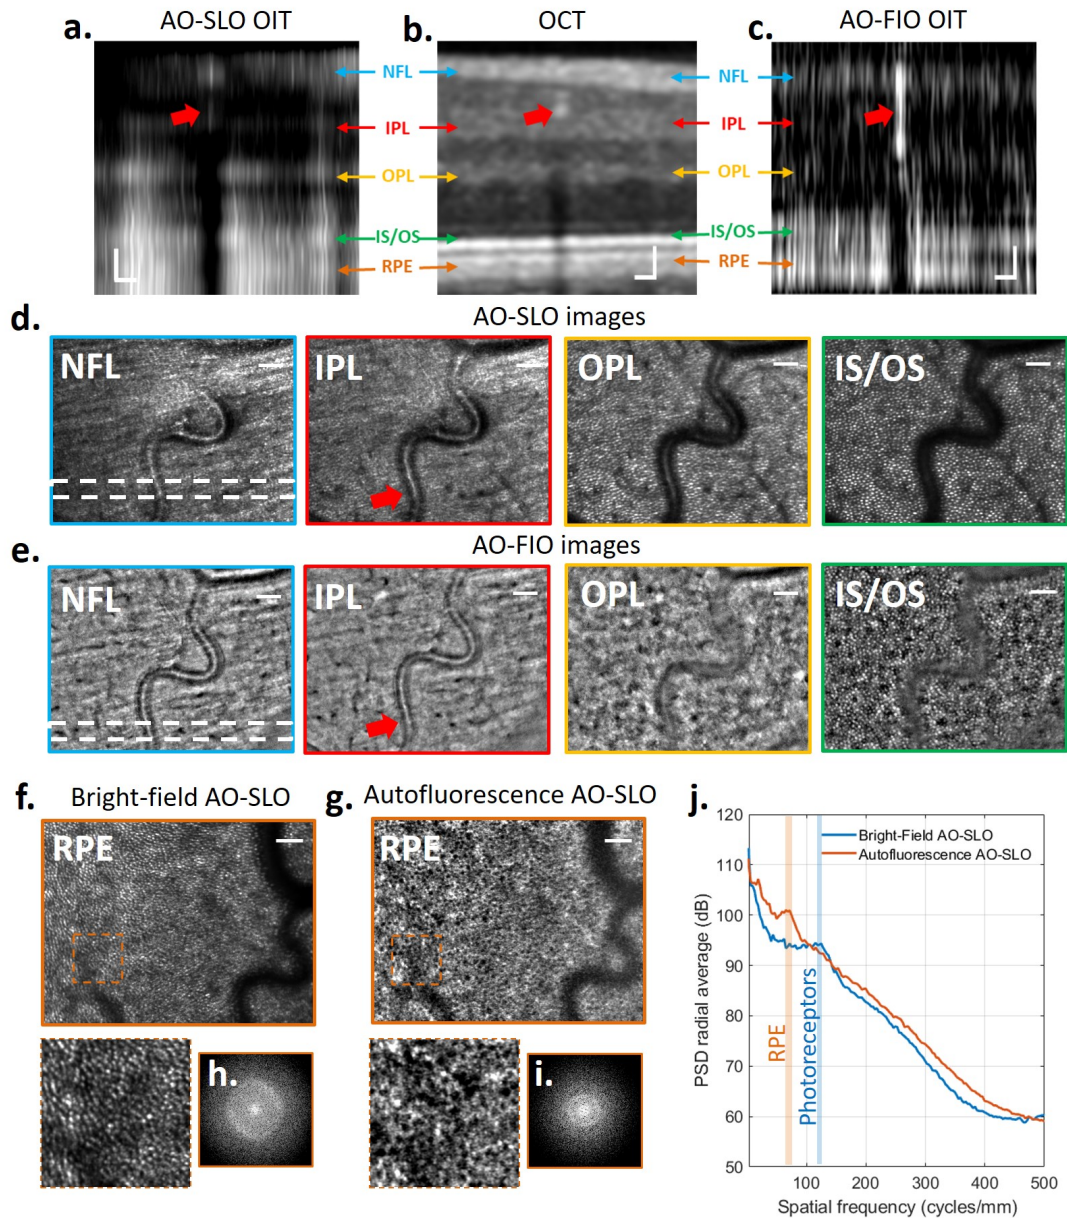 a.
AO-SLO OIT
b.
OCT
c.
AO-FIO OIT
NFL
NFL
IPL
IPL
OPL
OPL
IS/OS
IS/OS
RPE
RPE
d.
AO-SLO images
NFL
IPL
OPL
IS/OS
e.
AO-FIO images
NFL
IPL
OPL
IS/OS
f.
Bright-field AO-SLO
RPE
g.
Autofluorescence AO-SLO
RPE
h.
i.
j.
Bright-Field AO-SLO
Autofluorescence AO-SLO
PSD radial average (dB)
120
110
100
90
80
70
60
50
RPE
Photoreceptors
100
200
300
400
500
Spatial frequency (cycles/mm)